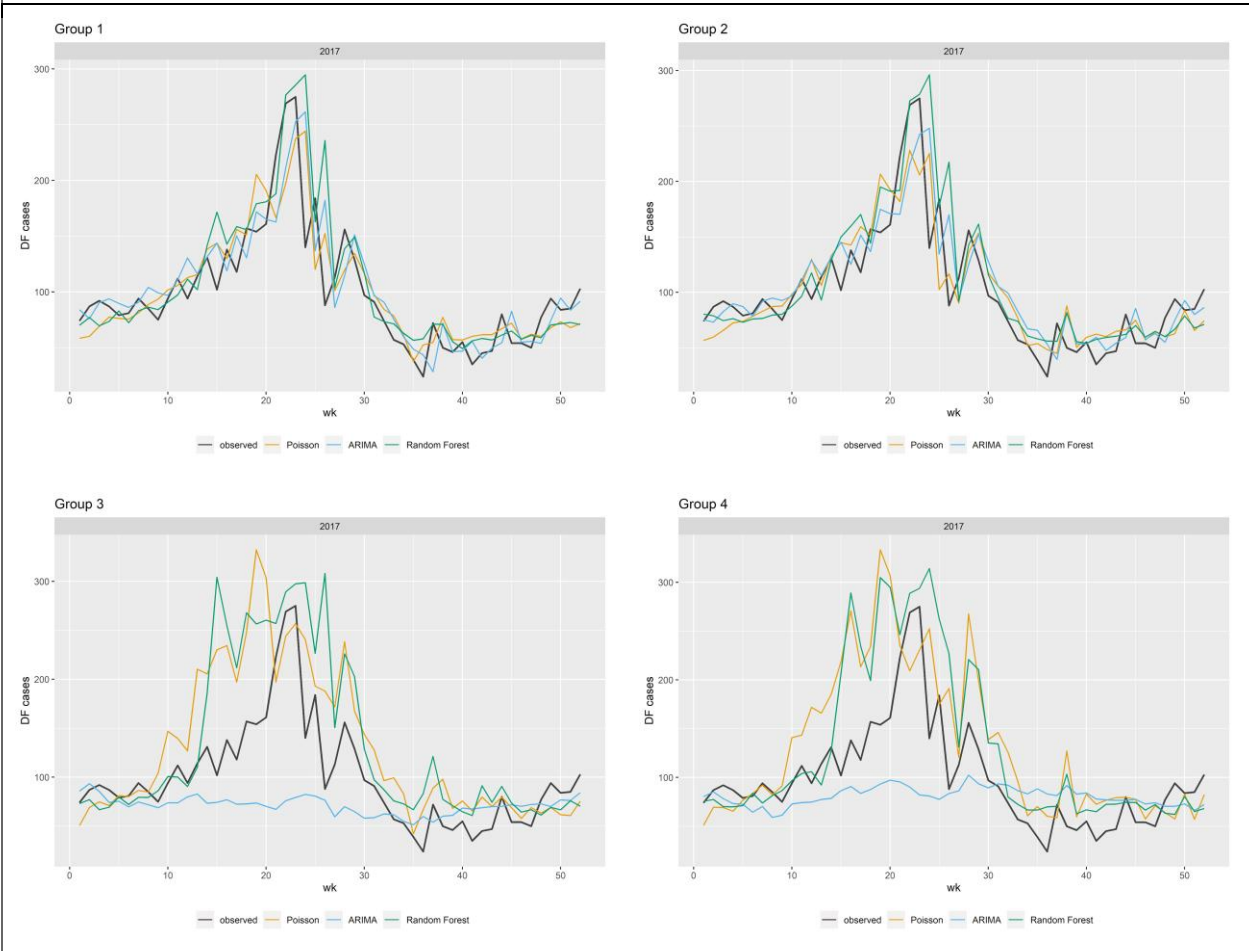 Group 1
2017
300
200
100
DF cases
0 10 20 30 40 50
wk
observed Poisson ARIMA Random Forest
Group 2
2017
300
200
100
DF cases
0 10 20 30 40 50
wk
observed Poisson ARIMA Random Forest
Group 3
2017
300
200
100
DF cases
0 10 20 30 40 50
wk
observed Poisson ARIMA Random Forest
Group 4
2017
300
200
100
DF cases
0 10 20 30 40 50
wk
observed Poisson ARIMA Random Forest